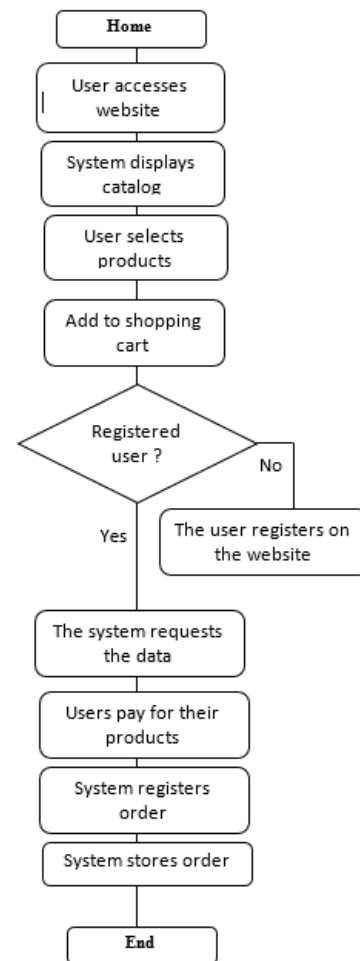 Home
User accesses
website
System displays
catalog
User selects
products
Add to shopping
cart
Registered
user ?
No
Yes
The user registers on
the website
The system requests
the data
Users pay for their
products
System registers
order
System stores order
End